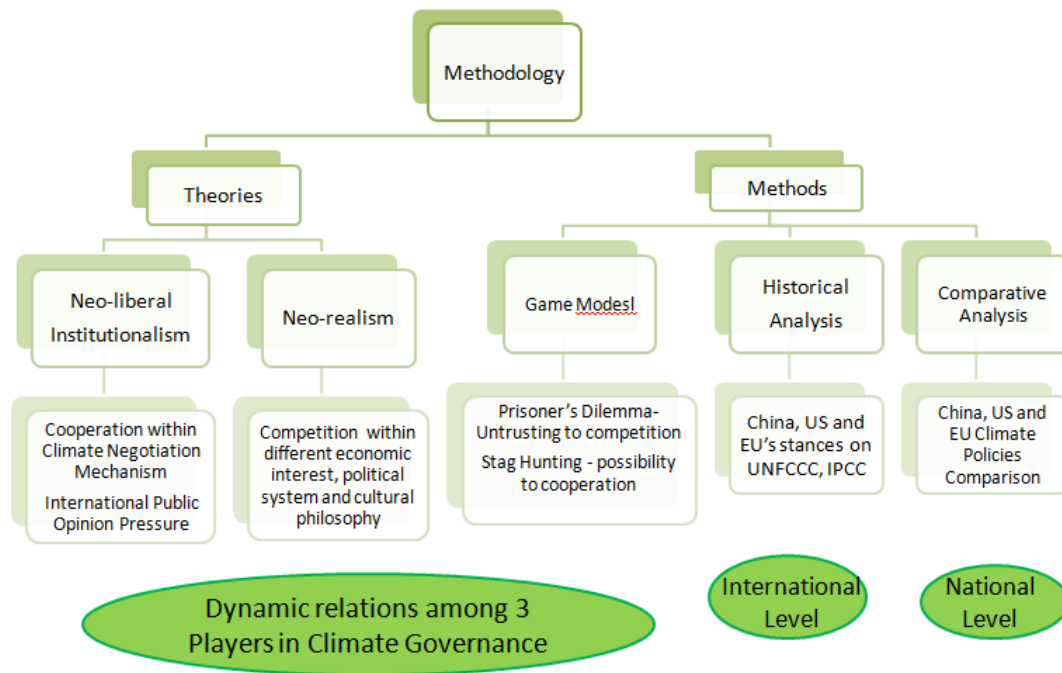 Methodology
Theories
Methods
Neo-liberal
Institutionalism
Neo-realism
Game Modesl
Historical
Analysis
Comparative
Analysis
Cooperation within
Climate Negotiation
Mechanism
International Public
Opinion Pressure
Competition within
different economic
interest, political
system and cultural
philosophy
Prisoner's Dilemma-
Untrusting to competition
Stag Hunting - possibility
to cooperation
China, US and
EU's stances on
UNFCCC, IPCC
China, US and
EU Climate
Policies
Comparison
Dynamic relations among 3
Players in Climate Governance
International
Level
National
Level